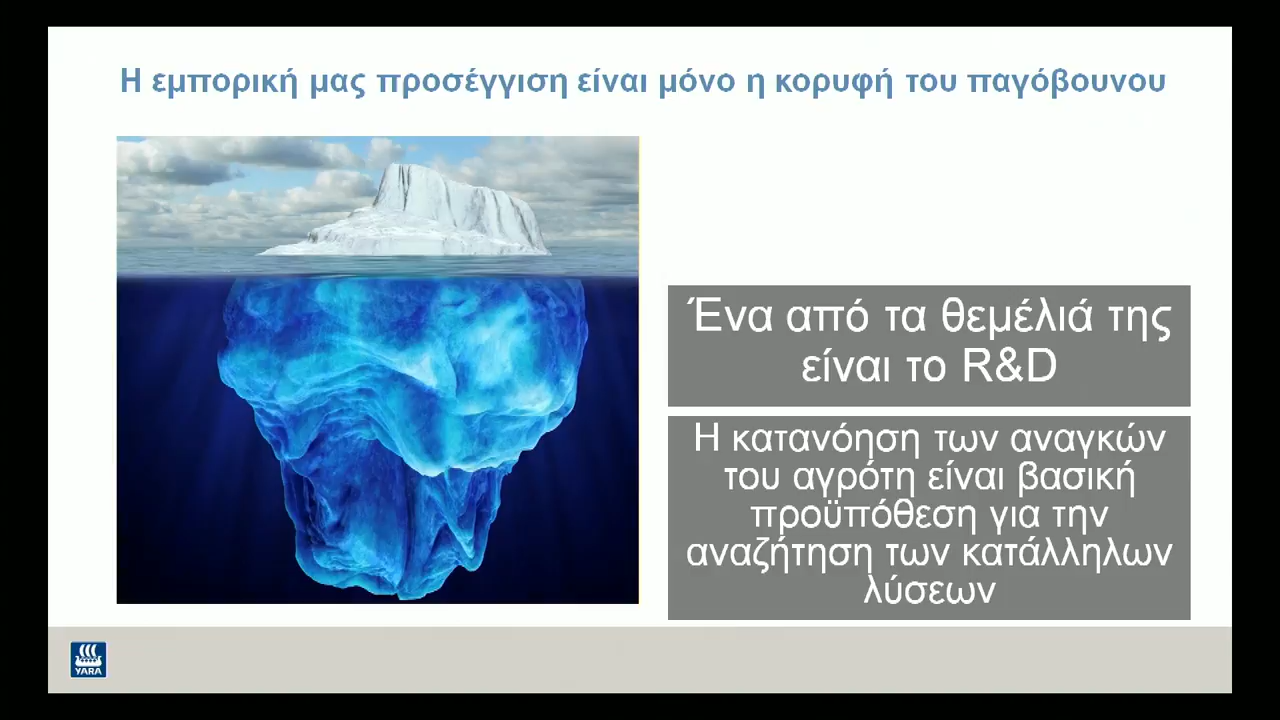 Η εμπορική μας προσέγγιση είναι μόνο η κορυφή του παγόβουνου
Ένα από τα θεμέλιά της
είναι το R&D
Η κατανόηση των αναγκών
του αγρότη είναι βασική
προϋπόθεση για την
αναζήτηση των κατάλληλων
λύσεων
YARA